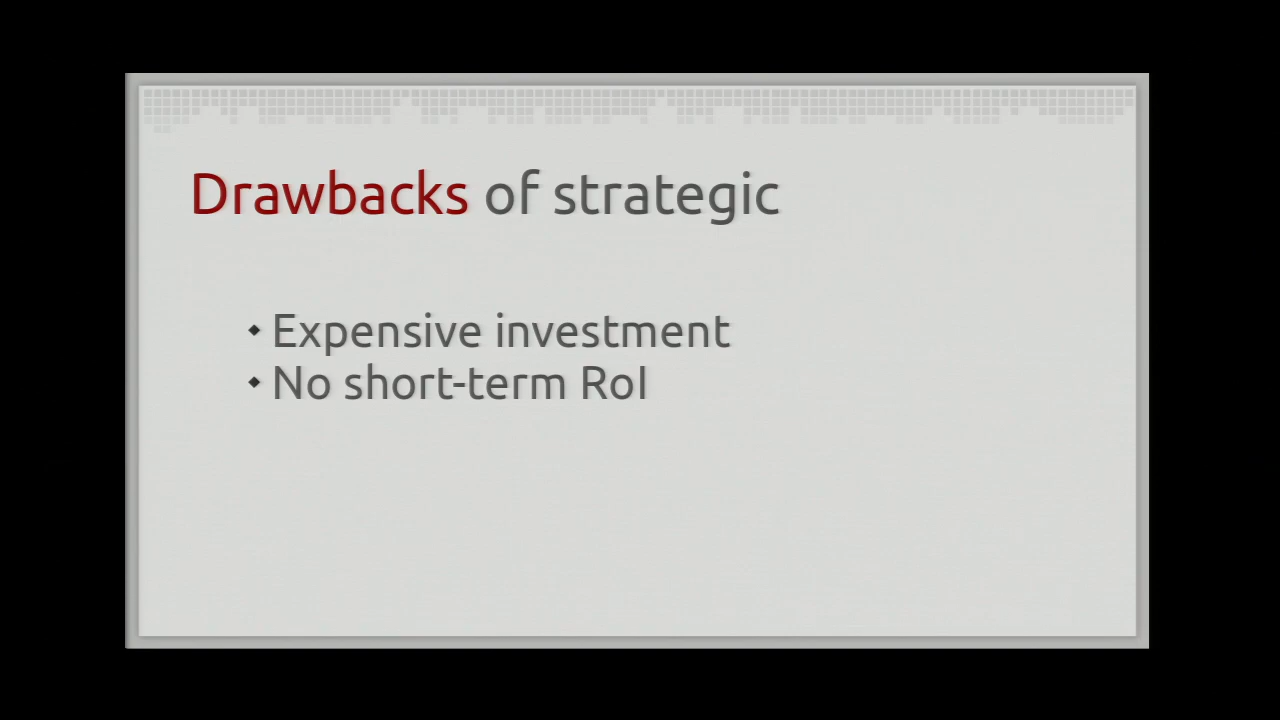 Drawbacks of strategic
Expensive investment
No short-term RoI